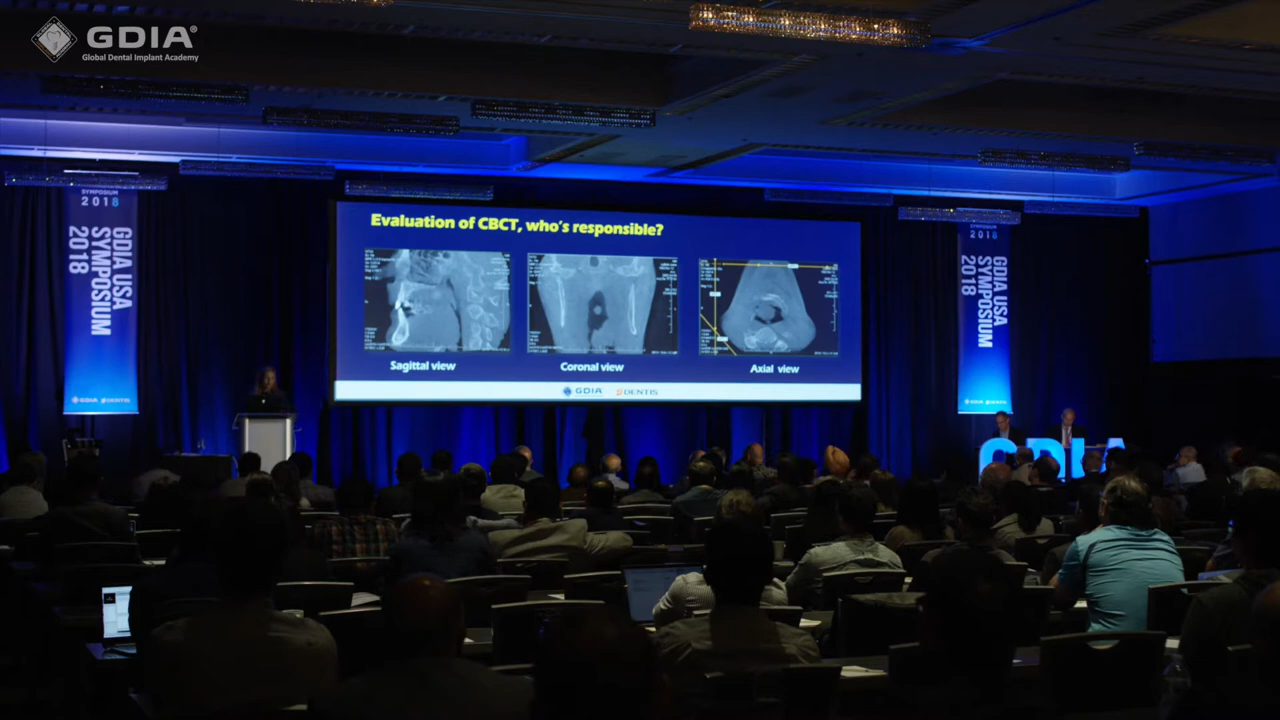 GDIA®
Global Dental Implant Academy
SYMPOSIUM
2018
GDIA USA
SYMPOSIUM
2018
GDIA DENTIS
Evaluation of CBCT, who's responsible?
Sagittal view
Coronal view
Axial view
GDIA DENTIS
SYMPOSIUM
2018
GDIA USA
SYMPOSIUM
2018
GDIA DENTIS
GDIA